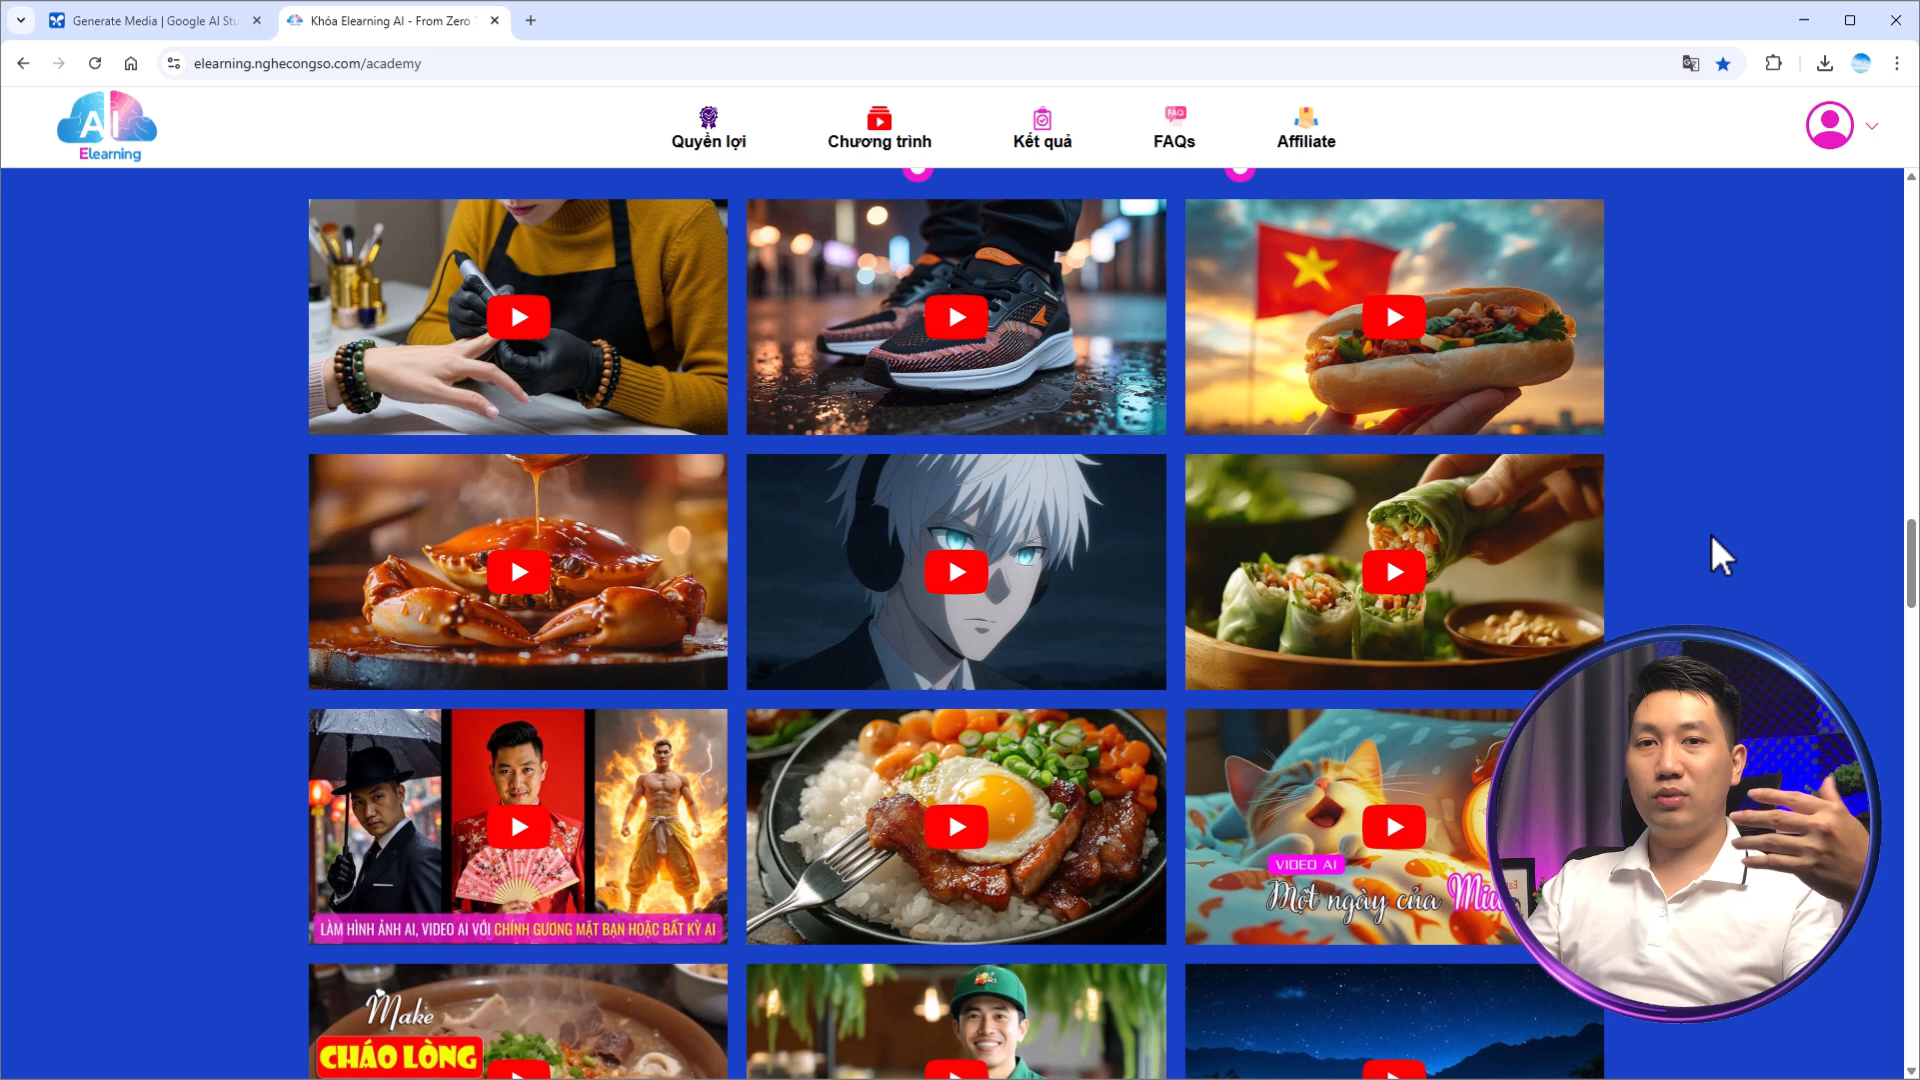 Generate Media | Google AI Stu
Khóa Elearning AI - From Zero
elearning.nghecongso.com/academy
AI
Elearning
Quyền lợi
Chương trình
Kết quả
FAQ
FAQs
Affiliate
LÀM HÌNH ẢNH AI, VIDEO AI VỚI CHÍNH GƯƠNG MẶT BẠN HOẶC BẤT KỲ AI
VIDEO AI
Một ngày của
Make
CHÁO LÒNG